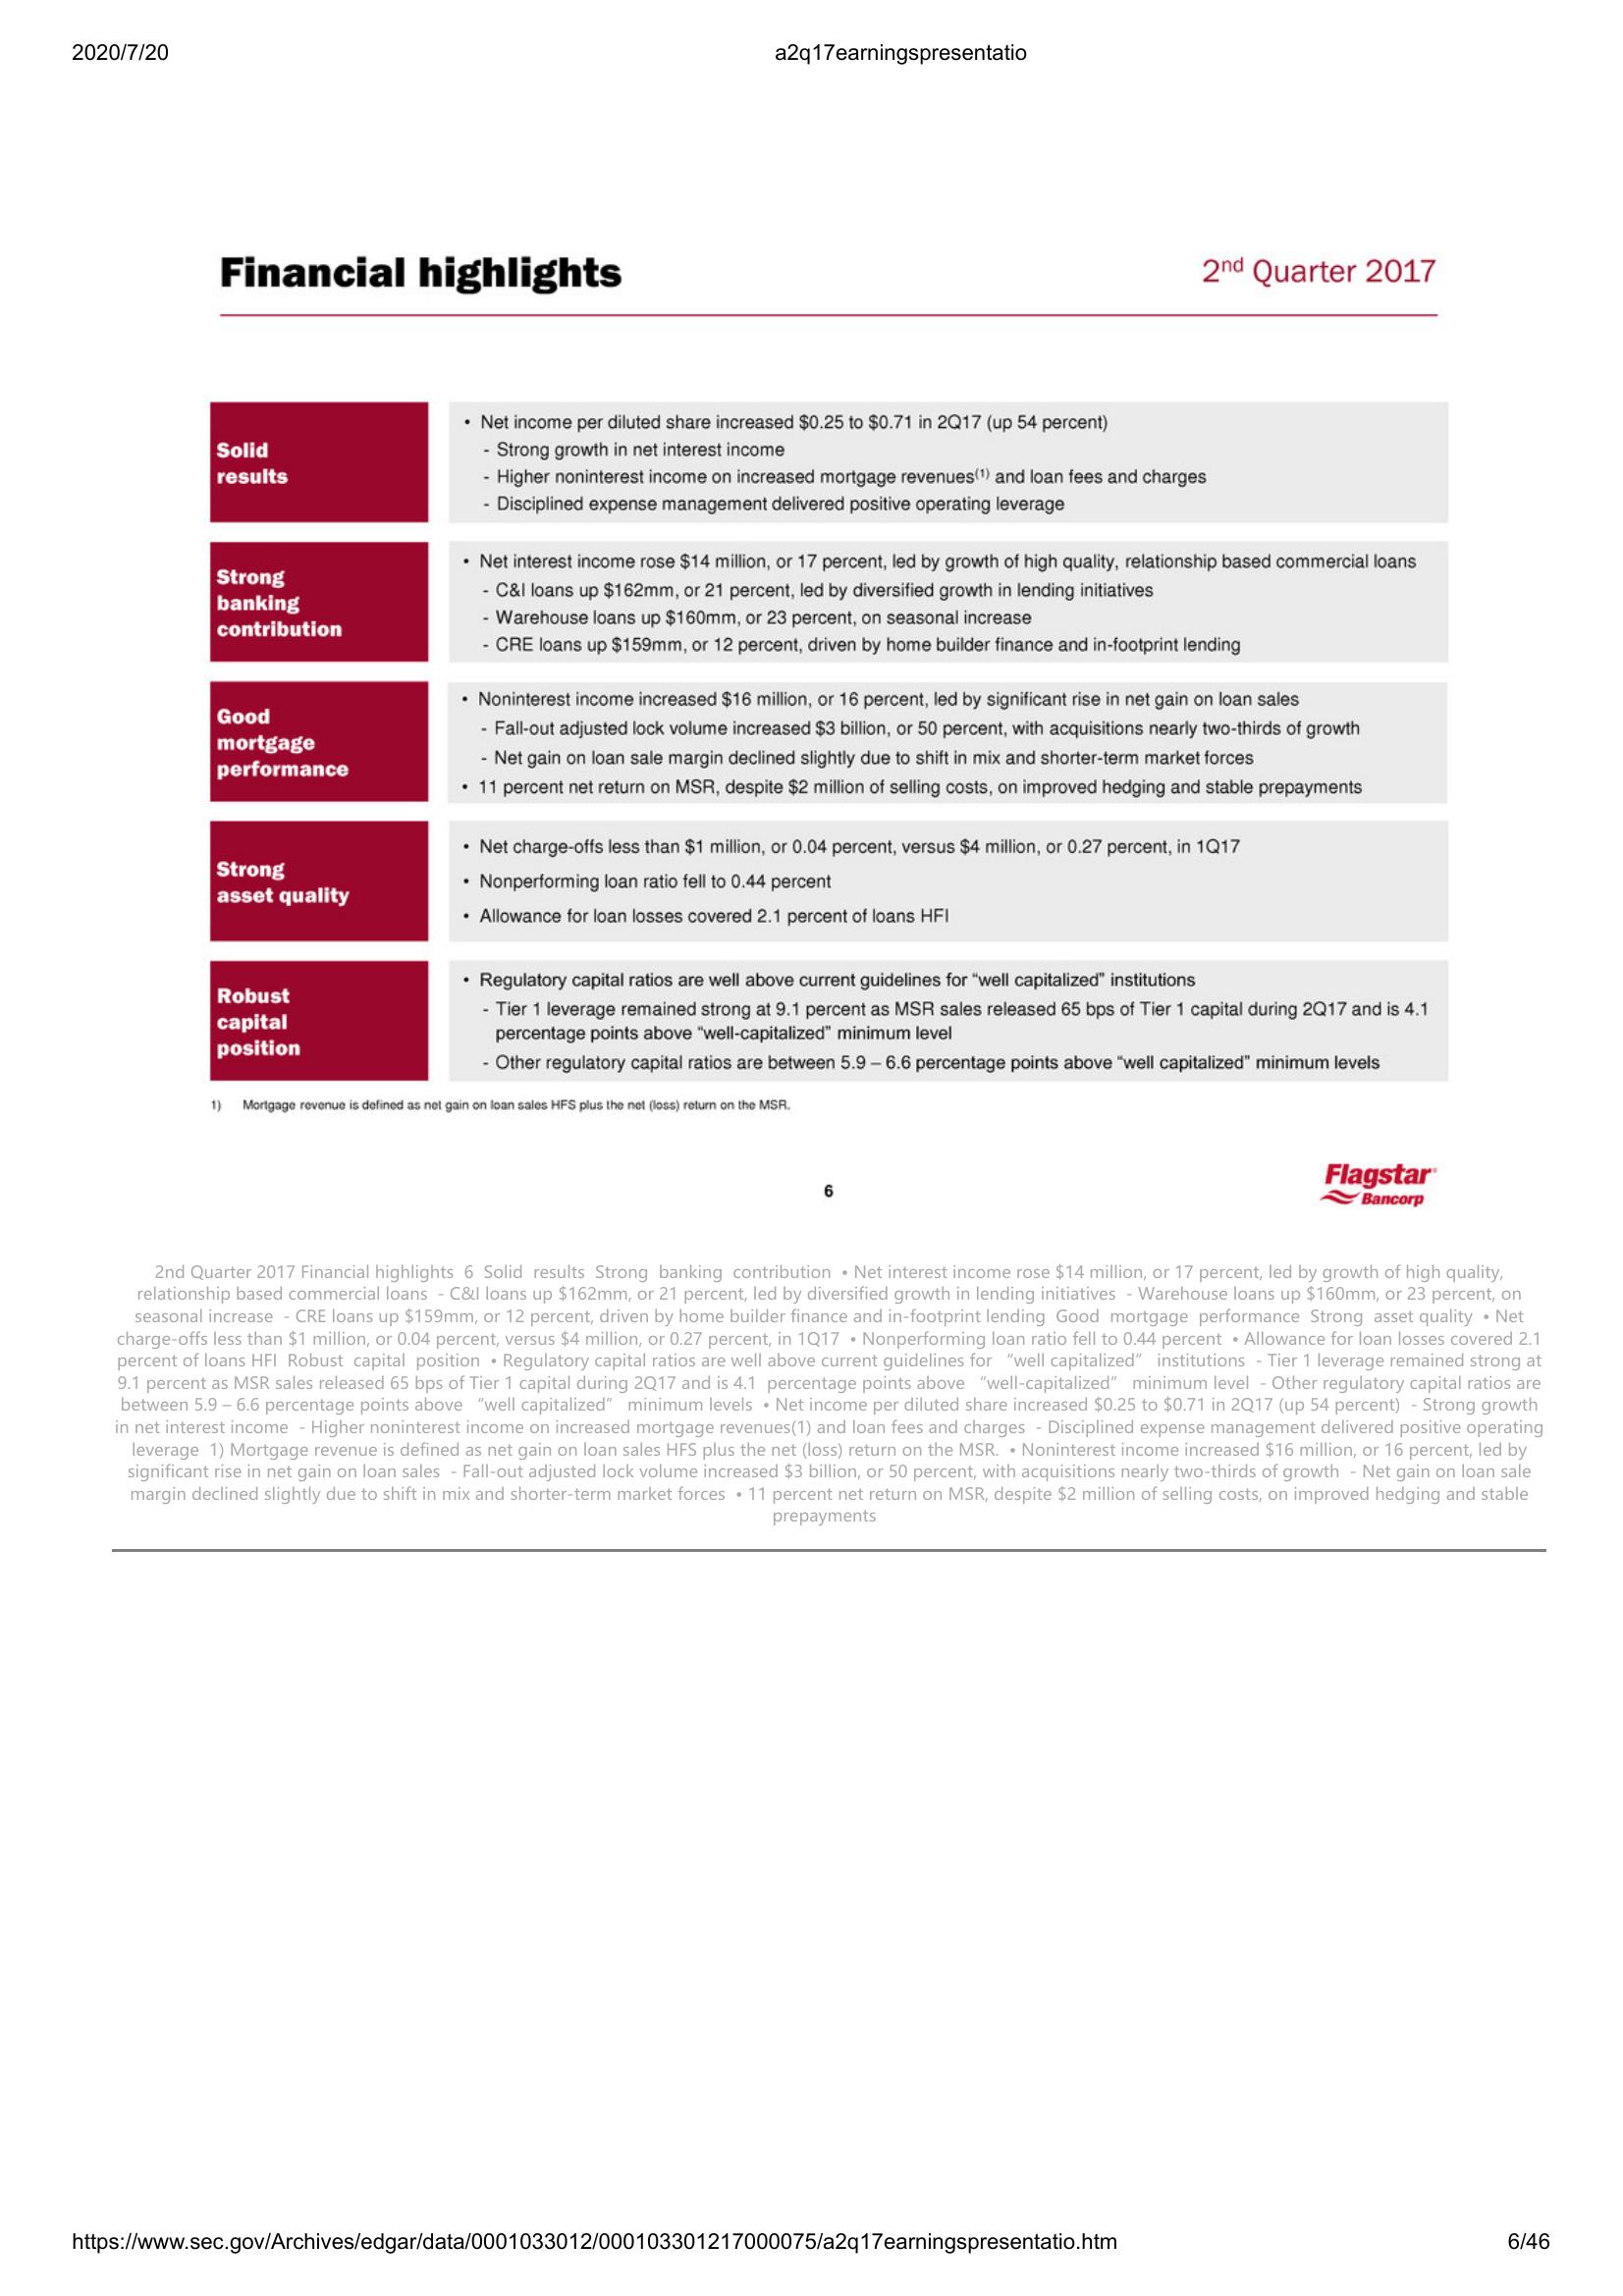 2020/7/20
a2q17earningspresentatio
Financial highlights
2nd Quarter 2017
Solid
results
• Net income per diluted share increased $0.25 to $0.71 in 2Q17 (up 54 percent)
- Strong growth in net interest income
- Higher noninterest income on increased mortgage revenues(1) and loan fees and charges
- Disciplined expense management delivered positive operating leverage
Strong
banking
contribution
• Net interest income rose $14 million, or 17 percent, led by growth of high quality, relationship based commercial loans
- C&I loans up $162mm, or 21 percent, led by diversified growth in lending initiatives
- Warehouse loans up $160mm, or 23 percent, on seasonal increase
- CRE loans up $159mm, or 12 percent, driven by home builder finance and in-footprint lending
Good
mortgage
performance
• Noninterest income increased $16 million, or 16 percent, led by significant rise in net gain on loan sales
- Fall-out adjusted lock volume increased $3 billion, or 50 percent, with acquisitions nearly two-thirds of growth
- Net gain on loan sale margin declined slightly due to shift in mix and shorter-term market forces
• 11 percent net return on MSR, despite $2 million of selling costs, on improved hedging and stable prepayments
Strong
asset quality
• Net charge-offs less than $1 million, or 0.04 percent, versus $4 million, or 0.27 percent, in 1Q17
• Nonperforming loan ratio fell to 0.44 percent
• Allowance for loan losses covered 2.1 percent of loans HFI
Robust
capital
position
• Regulatory capital ratios are well above current guidelines for “well capitalized” institutions
- Tier 1 leverage remained strong at 9.1 percent as MSR sales released 65 bps of Tier 1 capital during 2Q17 and is 4.1
percentage points above “well-capitalized” minimum level
- Other regulatory capital ratios are between 5.9 – 6.6 percentage points above “well capitalized” minimum levels
1) Mortgage revenue is defined as net gain on loan sales HFS plus the net (loss) return on the MSR.
6
Flagstar
Bancorp
2nd Quarter 2017 Financial highlights 6 Solid results Strong banking contribution • Net interest income rose $14 million, or 17 percent, led by growth of high quality,
relationship based commercial loans - C&I loans up $162mm, or 21 percent, led by diversified growth in lending initiatives - Warehouse loans up $160mm, or 23 percent, on
seasonal increase - CRE loans up $159mm, or 12 percent, driven by home builder finance and in-footprint lending Good mortgage performance Strong asset quality • Net
charge-offs less than $1 million, or 0.04 percent, versus $4 million, or 0.27 percent, in 1Q17 • Nonperforming loan ratio fell to 0.44 percent • Allowance for loan losses covered 2.1
percent of loans HFI Robust capital position • Regulatory capital ratios are well above current guidelines for “well capitalized” institutions - Tier 1 leverage remained strong at
9.1 percent as MSR sales released 65 bps of Tier 1 capital during 2Q17 and is 4.1 percentage points above “well-capitalized” minimum level - Other regulatory capital ratios are
between 5.9 – 6.6 percentage points above “well capitalized” minimum levels • Net income per diluted share increased $0.25 to $0.71 in 2Q17 (up 54 percent) - Strong growth
in net interest income - Higher noninterest income on increased mortgage revenues(1) and loan fees and charges - Disciplined expense management delivered positive operating
leverage 1) Mortgage revenue is defined as net gain on loan sales HFS plus the net (loss) return on the MSR. • Noninterest income increased $16 million, or 16 percent, led by
significant rise in net gain on loan sales - Fall-out adjusted lock volume increased $3 billion, or 50 percent, with acquisitions nearly two-thirds of growth - Net gain on loan sale
margin declined slightly due to shift in mix and shorter-term market forces • 11 percent net return on MSR, despite $2 million of selling costs, on improved hedging and stable
prepayments
https://www.sec.gov/Archives/edgar/data/0001033012/000103301217000075/a2q17earningspresentatio.htm
6/46